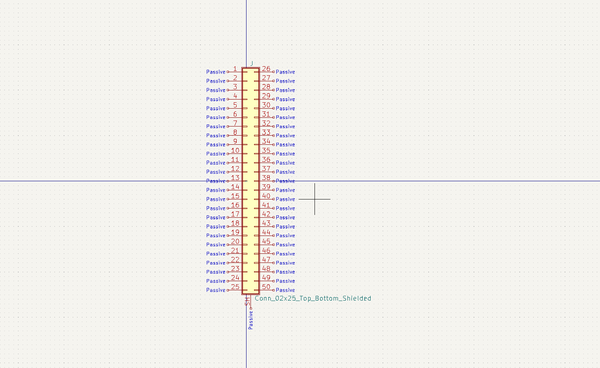 J
Passive 1 26 Passive
Passive 2 27 Passive
Passive 3 28 Passive
Passive 4 29 Passive
Passive 5 30 Passive
Passive 6 31 Passive
Passive 7 32 Passive
Passive 8 33 Passive
Passive 9 34 Passive
Passive 10 35 Passive
Passive 11 36 Passive
Passive 12 37 Passive
Passive 13 38 Passive
Passive 14 39 Passive
Passive 15 40 Passive
Passive 16 41 Passive
Passive 17 42 Passive
Passive 18 43 Passive
Passive 19 44 Passive
Passive 20 45 Passive
Passive 21 46 Passive
Passive 22 47 Passive
Passive 23 48 Passive
Passive 24 49 Passive
Passive 25 50 Passive
Conn_02x25_Top_Bottom_Shielded
Passive